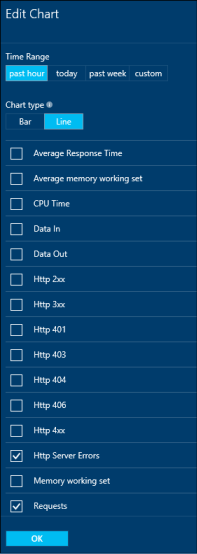 Edit Chart
Time Range
past hour today past week custom
Chart type
Bar Line
Average Response Time
Average memory working set
CPU Time
Data In
Data Out
Http 2xx
Http 3xx
Http 401
Http 403
Http 404
Http 406
Http 4xx
Http Server Errors
Memory working set
Requests
OK